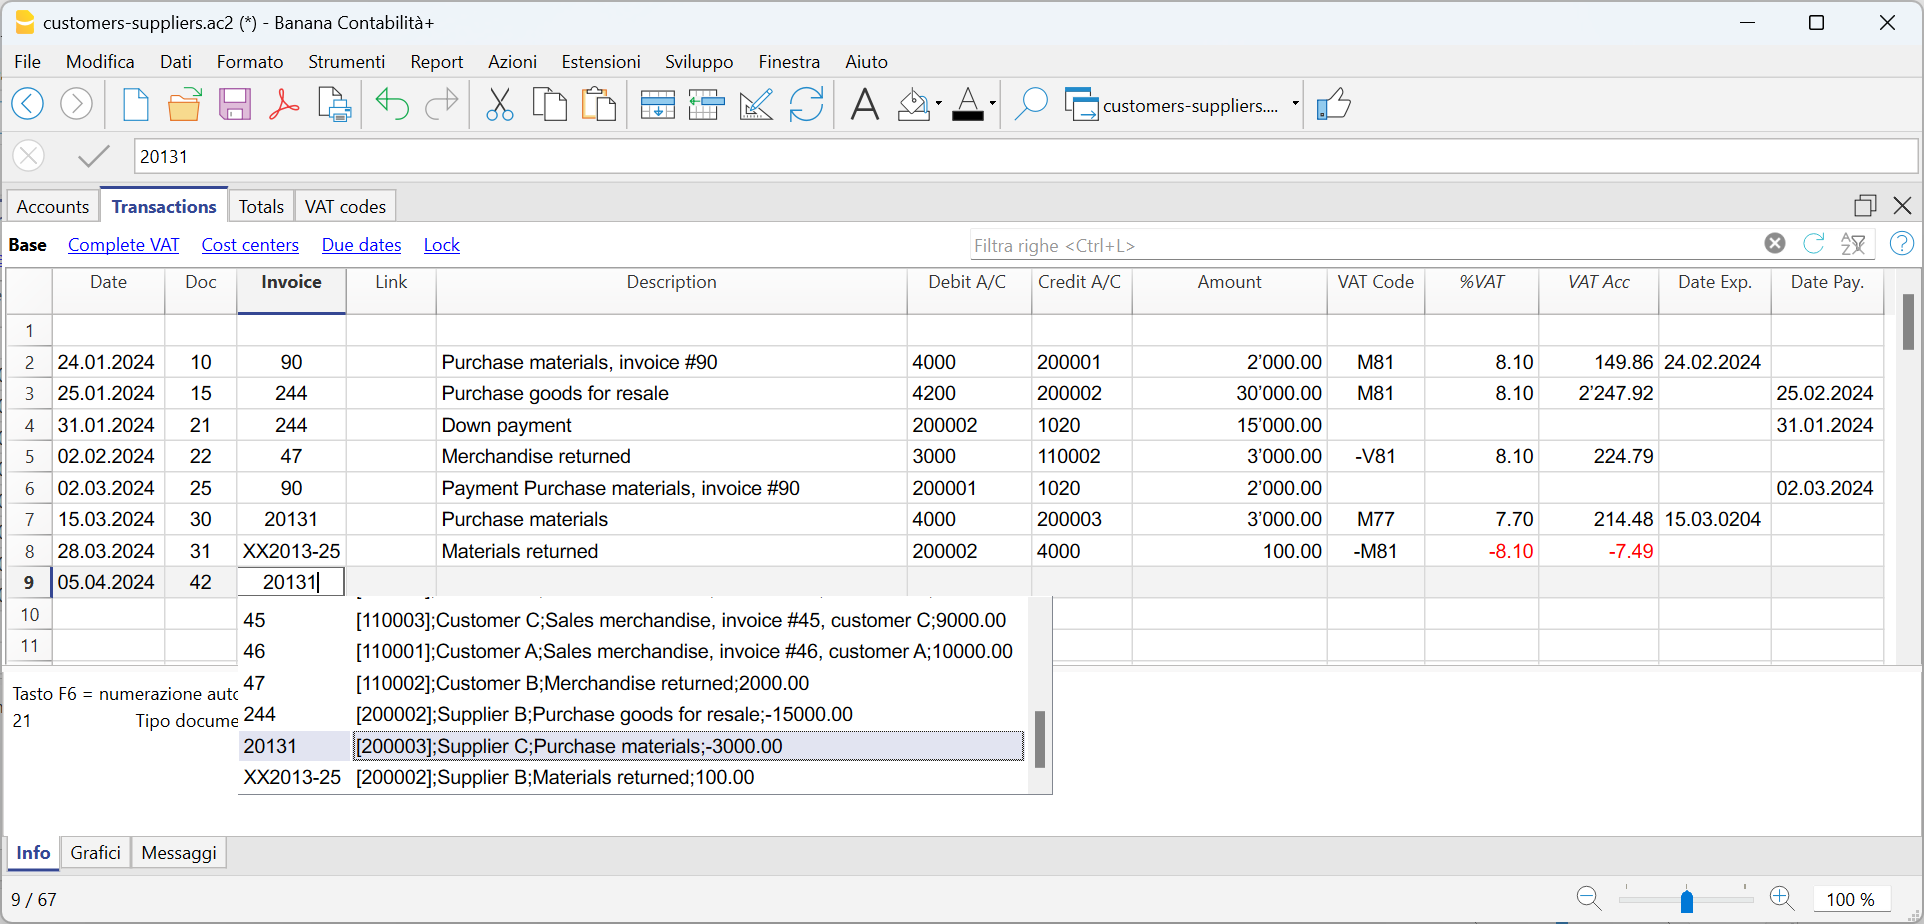 customers-suppliers.ac2 (*) - Banana Contabilità+
File Modifica Dati Formato Strumenti Report Azioni Estensioni Sviluppo Finestra Aiuto
customers-suppliers....
20131
Accounts Transactions Totals VAT codes
Base Complete VAT Cost centers Due dates Lock Filtra righe <Ctrl+L>
Date Doc Invoice Link Description Debit A/C Credit A/C Amount VAT Code %VAT VAT Acc Date Exp. Date Pay.
1
2 24.01.2024 10 90 Purchase materials, invoice #90 4000 200001 2’000.00 M81 8.10 149.86 24.02.2024
3 25.01.2024 15 244 Purchase goods for resale 4200 200002 30’000.00 M81 8.10 2’247.92 25.02.2024
4 31.01.2024 21 244 Down payment 200002 1020 15’000.00 31.01.2024
5 02.02.2024 22 47 Merchandise returned 3000 110002 3’000.00 -V81 8.10 224.79
6 02.03.2024 25 90 Payment Purchase materials, invoice #90 200001 1020 2’000.00 02.03.2024
7 15.03.2024 30 20131 Purchase materials 4000 200003 3’000.00 M77 7.70 214.48 15.03.0204
8 28.03.2024 31 XX2013-25 Materials returned 200002 4000 100.00 -M81 -8.10 -7.49
9 05.04.2024 42 20131
10
11
45 [110003];Customer C;Sales merchandise, invoice #45, customer C;9000.00
46 [110001];Customer A;Sales merchandise, invoice #46, customer A;10000.00
47 [110002];Customer B;Merchandise returned;2000.00
244 [200002];Supplier B;Purchase goods for resale;-15000.00
20131 [200003];Supplier C;Purchase materials;-3000.00
XX2013-25 [200002];Supplier B;Materials returned;100.00
Tasto F6 = numerazione auto
21 Tipo docume
Info Grafici Messaggi
9 / 67
100 %